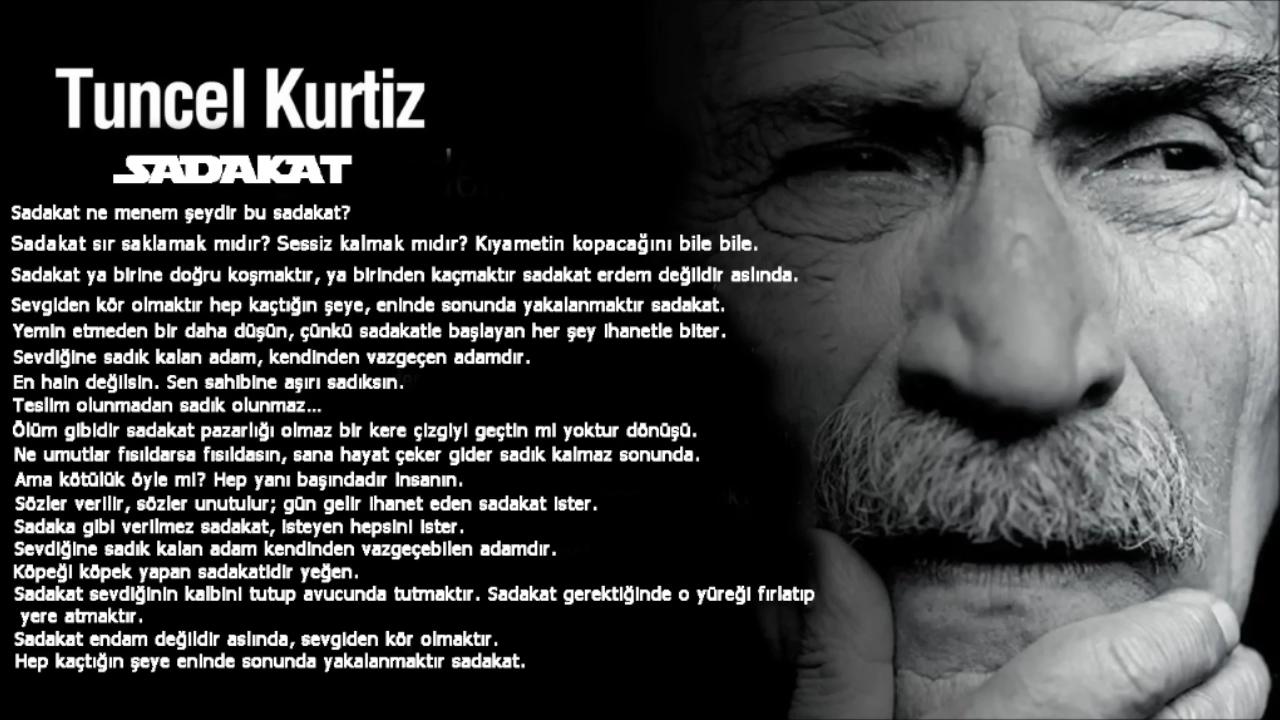 Tuncel Kurtiz
SADAKAT
Sadakat ne menem şeydir bu sadakat?
Sadakat sır saklamak mıdır? Sessiz kalmak mıdır? Kıyametin kopacağını bile bile.
Sadakat ya birine doğru koşmaktır, ya birinden kaçmaktır sadakat erdem değildir aslında.
Sevgiden kör olmaktır hep kaçtığın şeye, eninde sonunda yakalanmaktır sadakat.
Yemin etmeden bir daha düşün, çünkü sadakatle başlayan her şey ihanetle biter.
Sevdiğine sadık kalan adam, kendinden vazgeçen adamdır.
En hain değilsin. Sen sahibine aşırı sadıksın.
Teslim olunmadan sadık olunmaz...
Ölüm gibidir sadakat pazarlığı olmaz bir kere çizgiyi geçtin mi yoktur dönüşü.
Ne umutlar fısıldarsa fısıldasın, sana hayat çeker gider sadık kalmaz sonunda.
Ama kötülük öyle mi? Hep yanı başındadır insanın.
Sözler verilir, sözler unutulur; gün gelir ihanet eden sadakat ister.
Sadaka gibi verilmez sadakat, isteyen hepsini ister.
Sevdiğine sadık kalan adam kendinden vazgeçebilen adamdır.
Köpeği köpek yapan sadakatidir yeğen.
Sadakat sevdiğinin kalbini tutup avucunda tutmaktır. Sadakat gerektiğinde o yüreği fırlatıp
yere atmaktır.
Sadakat endam değildir aslında, sevgiden kör olmaktır.
Hep kaçtığın şeye eninde sonunda yakalanmaktır sadakat.